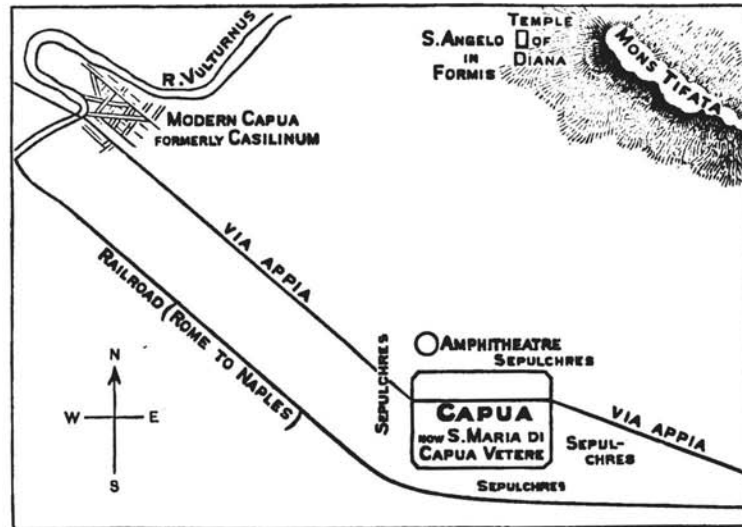 R. VULTURNUS
TEMPLE
S. ANGELO OF
IN DIANA
FORMIS
MONS TIFATA
MODERN CAPUA
FORMERLY CASILINUM
VIA APPIA
RAILROAD (ROME TO NAPLES)
N
W E
S
SEPULCHRES
AMPHITHEATRE
SEPULCHRES
CAPUA
NOW S. MARIA DI
CAPUA VETERE
VIA APPIA
SEPUL-
CHRES
SEPULCHRES